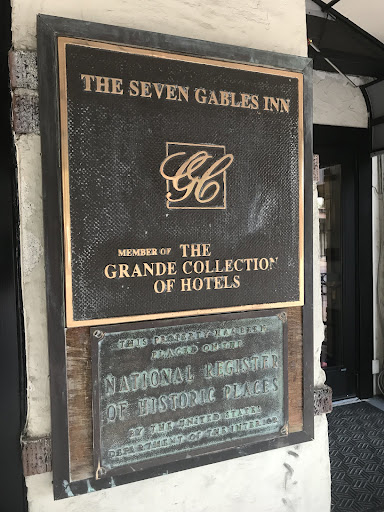 THE SEVEN GABLES INN
GC
MEMBER OF THE
GRANDE COLLECTION
OF HOTELS
THIS PROPERTY HAS BEEN
PLACED ON THE
NATIONAL REGISTER
OF HISTORIC PLACES
BY THE UNITED STATES
DEPARTMENT OF THE INTERIOR